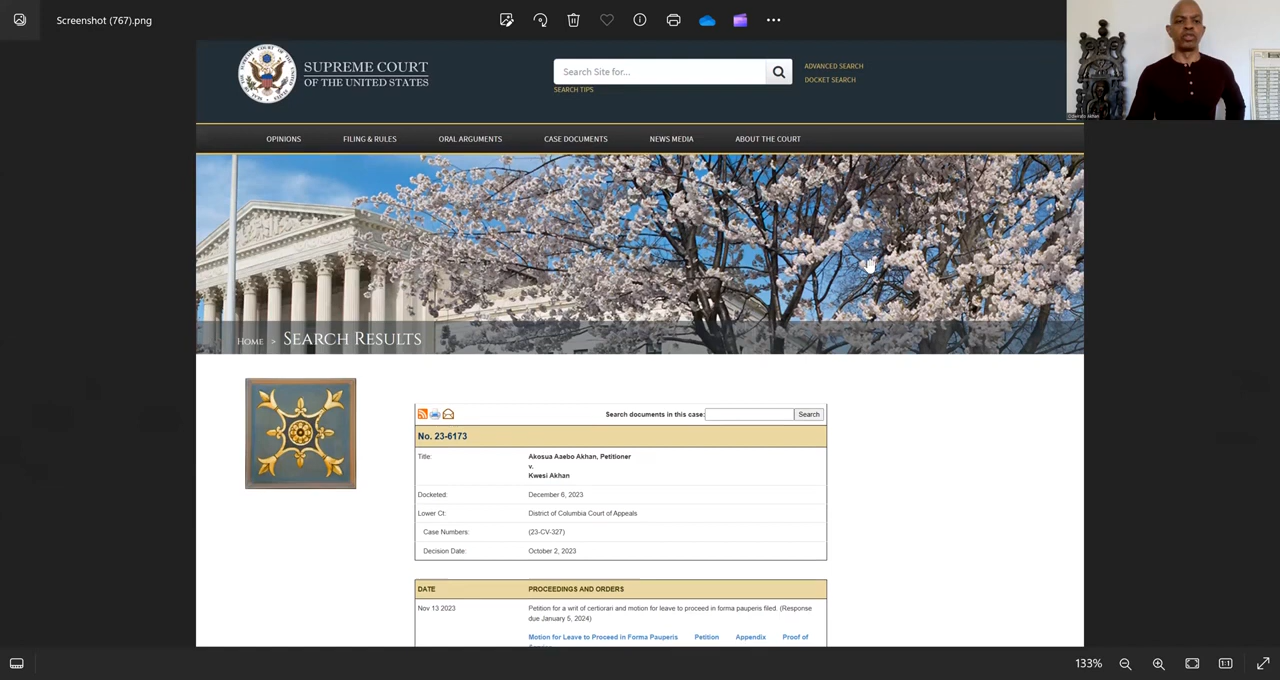 Screenshot (767).png
SUPREME COURT
OF THE UNITED STATES
Search Site for...
SEARCH TIPS
ADVANCED SEARCH
DOCKET SEARCH
OPINIONS FILING & RULES ORAL ARGUMENTS CASE DOCUMENTS NEWS MEDIA ABOUT THE COURT
HOME > SEARCH RESULTS
Search documents in this case: Search
No. 23-6173
Title: Akosua Aaebo Akhan, Petitioner
v.
Kwesi Akhan
Docketed: December 6, 2023
Lower Ct: District of Columbia Court of Appeals
Case Numbers: (23-CV-327)
Decision Date: October 2, 2023
DATE PROCEEDINGS AND ORDERS
Nov 13 2023 Petition for a writ of certiorari and motion for leave to proceed in forma pauperis filed. (Response
due January 5, 2024)
Motion for Leave to Proceed in Forma Pauperis Petition Appendix Proof of
133%